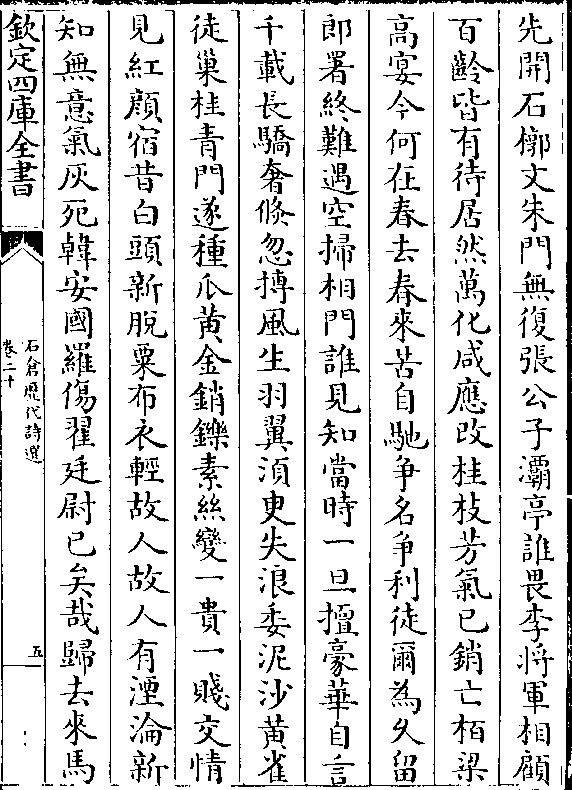 先開石槨文朱門無復張公子灞亭誰畏李将軍相顧
百齡皆有待居然萬化咸應改桂枝芳氣已銷亡栢梁
高宴今何在春去春來苦自馳争名争利徒爾為久留
郎署終難遇空掃相門誰見知當時一旦擅豪華自言
千載長驕奢倐忽摶風生羽翼湏臾失浪委泥沙黄雀
徒巢桂青門遂種瓜黄金銷鑠素絲變一貴一賤交情
見紅顔宿昔白頭新脱粟布衣輕故人故人有湮淪新
知無意氣灰死韓安國羅傷翟廷尉已矣哉歸去來馬
欽定四庫全書
石倉歷代詩選
卷二十
五